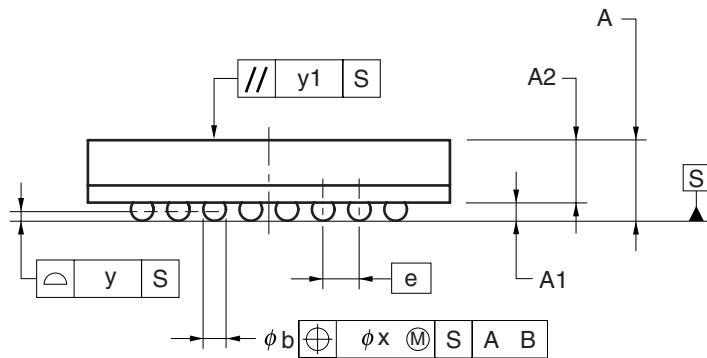 A
// y1 S
A2
S
⌓ y S
e
A1
ϕb ⌖ ϕx Ⓜ S A B